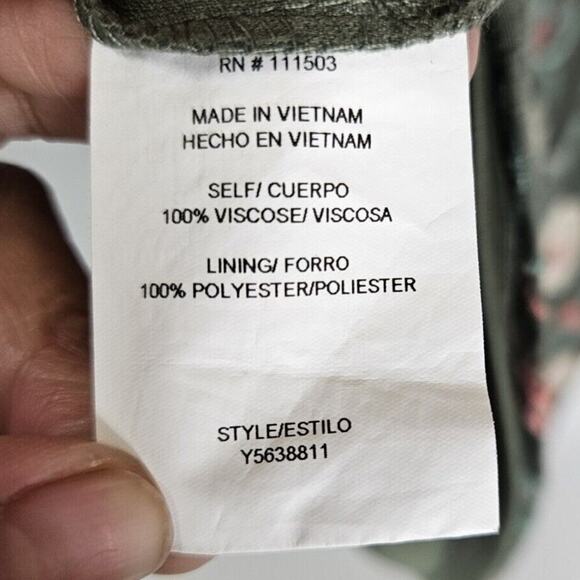 RN # 111503
MADE IN VIETNAM
HECHO EN VIETNAM
SELF/ CUERPO
100% VISCOSE/ VISCOSA
LINING/ FORRO
100% POLYESTER/POLIESTER
STYLE/ESTILO
Y5638811